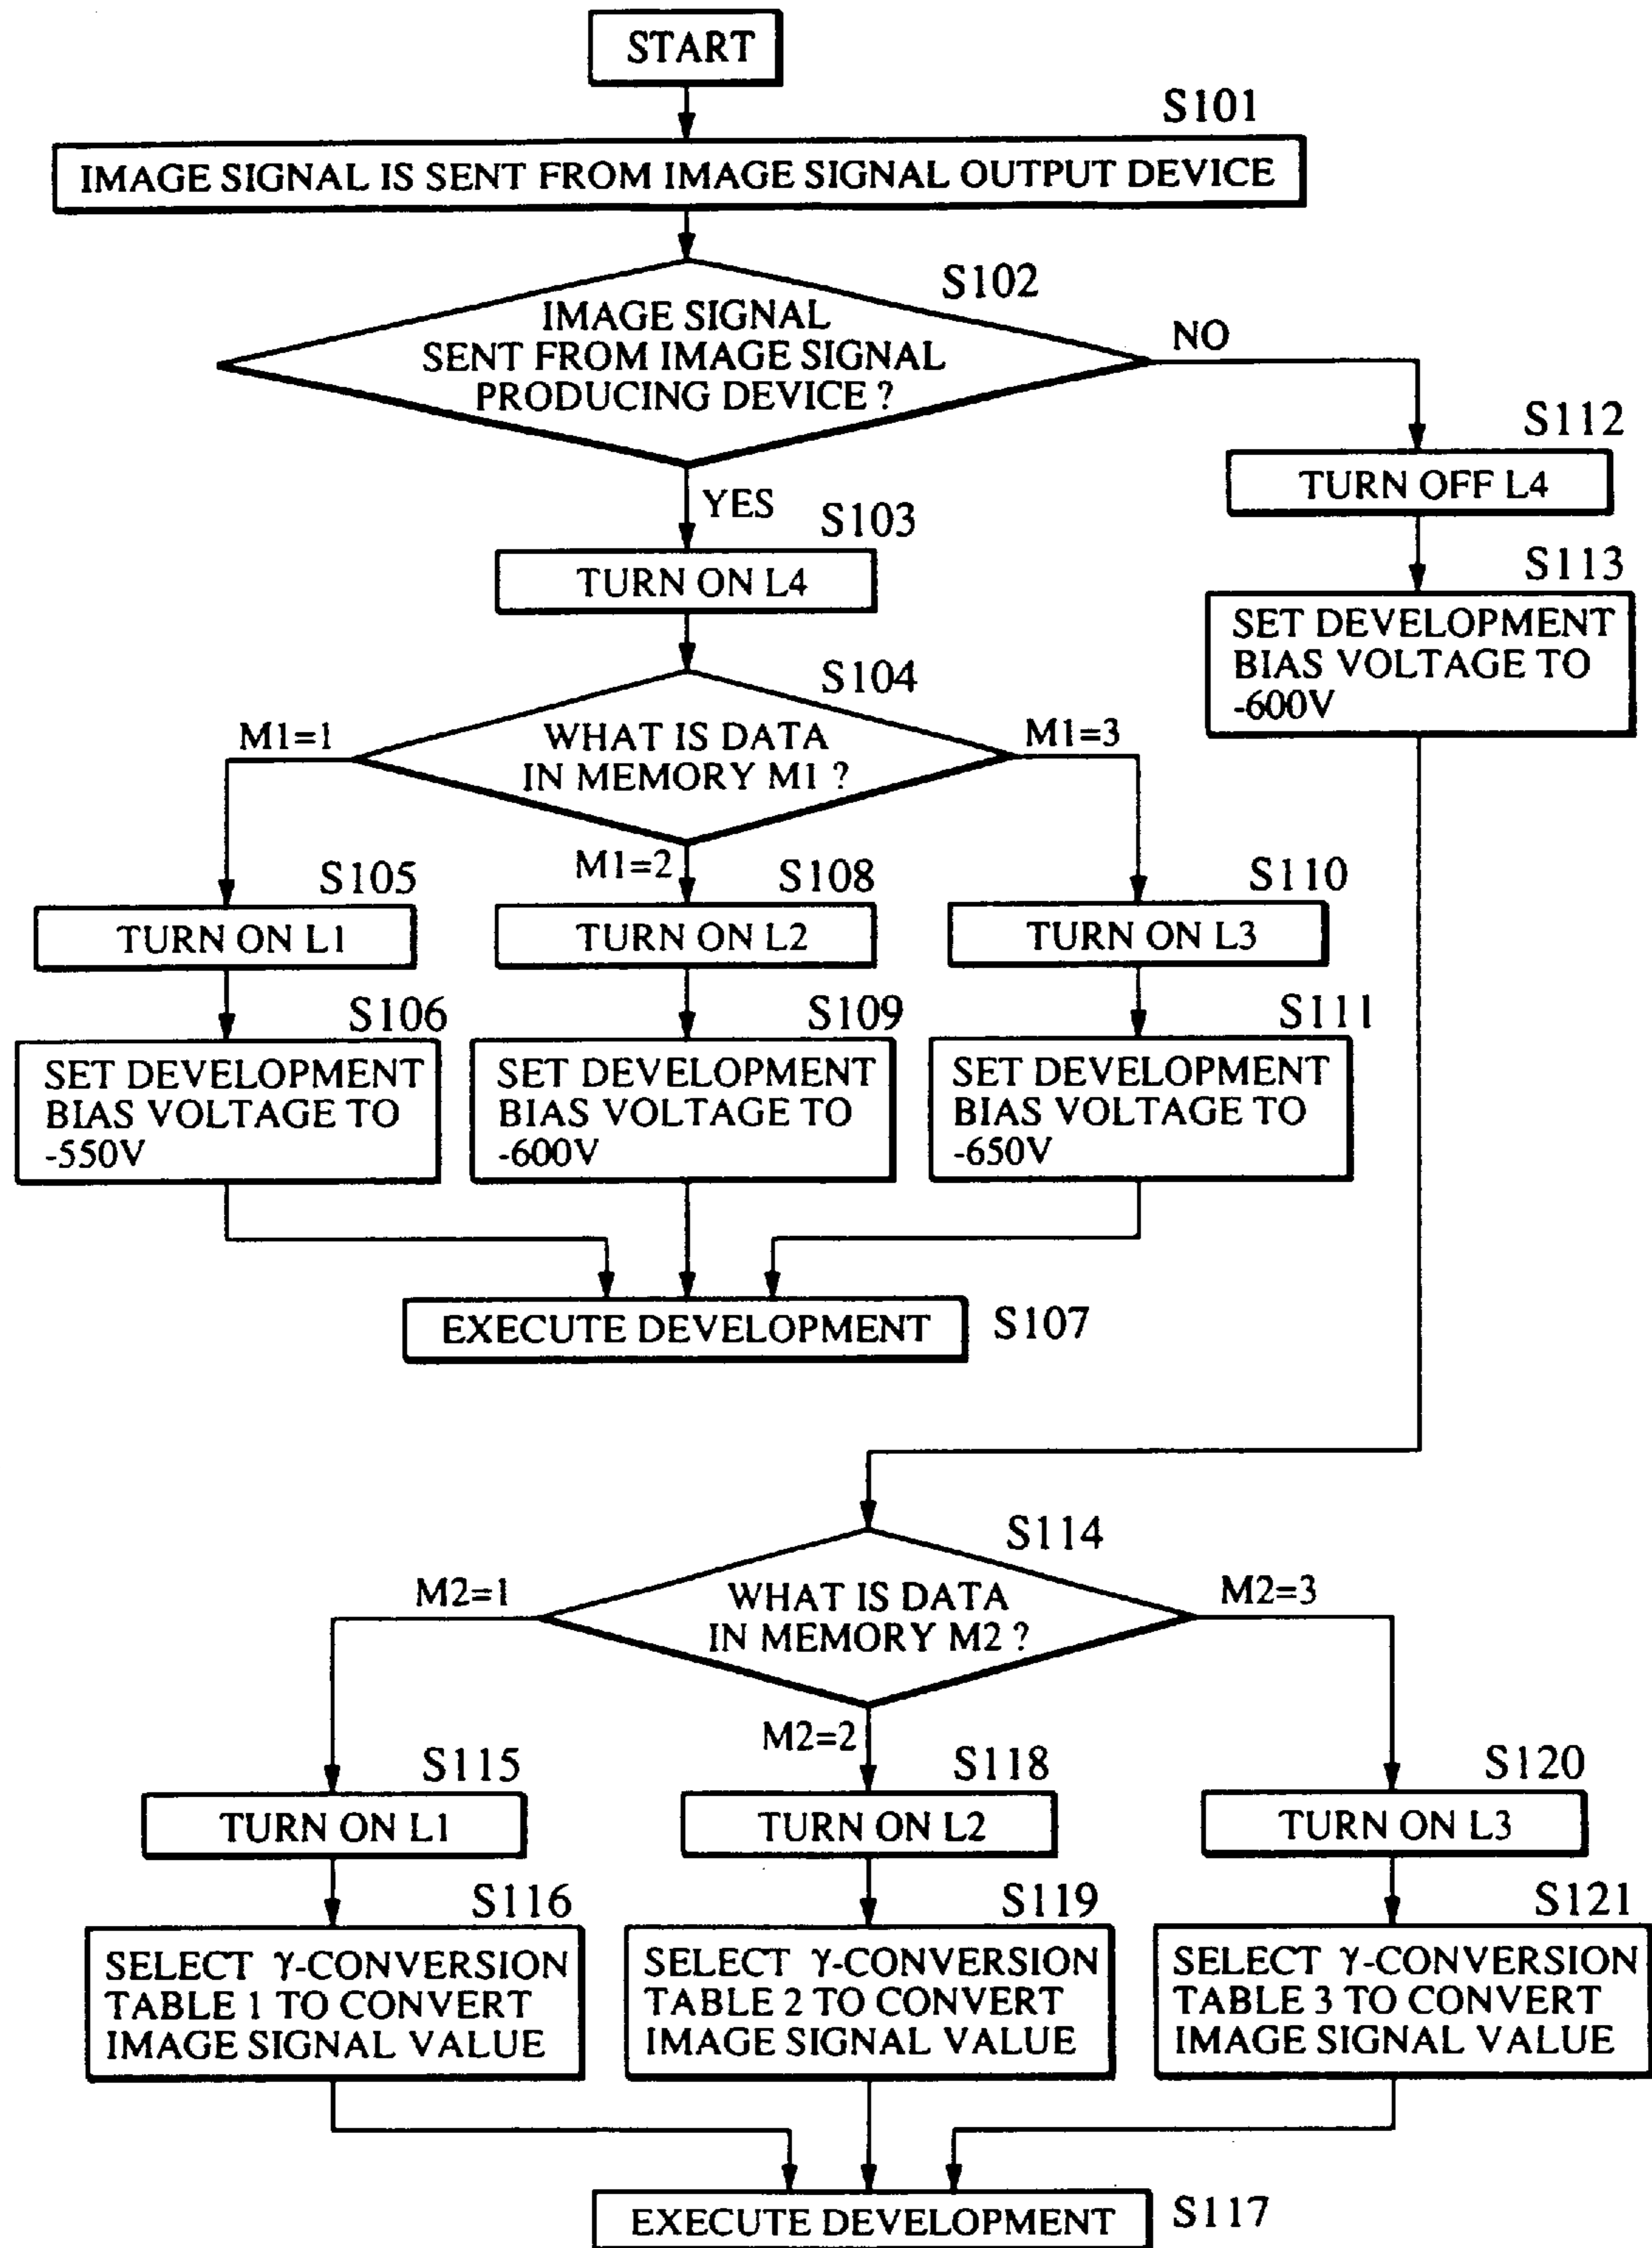 START
S101
IMAGE SIGNAL IS SENT FROM IMAGE SIGNAL OUTPUT DEVICE
S102
IMAGE SIGNAL
SENT FROM IMAGE SIGNAL
PRODUCING DEVICE ?
NO
YES
S112
TURN OFF L4
S103
TURN ON L4
S113
SET DEVELOPMENT
BIAS VOLTAGE TO
-600V
S104
WHAT IS DATA
IN MEMORY M1 ?
M1=1
M1=3
M1=2
S105
TURN ON L1
S108
TURN ON L2
S110
TURN ON L3
S106
SET DEVELOPMENT
BIAS VOLTAGE TO
-550V
S109
SET DEVELOPMENT
BIAS VOLTAGE TO
-600V
S111
SET DEVELOPMENT
BIAS VOLTAGE TO
-650V
EXECUTE DEVELOPMENT
S107
S114
WHAT IS DATA
IN MEMORY M2 ?
M2=1
M2=3
M2=2
S115
TURN ON L1
S118
TURN ON L2
S120
TURN ON L3
S116
SELECT γ-CONVERSION
TABLE 1 TO CONVERT
IMAGE SIGNAL VALUE
S119
SELECT γ-CONVERSION
TABLE 2 TO CONVERT
IMAGE SIGNAL VALUE
S121
SELECT γ-CONVERSION
TABLE 3 TO CONVERT
IMAGE SIGNAL VALUE
EXECUTE DEVELOPMENT
S117